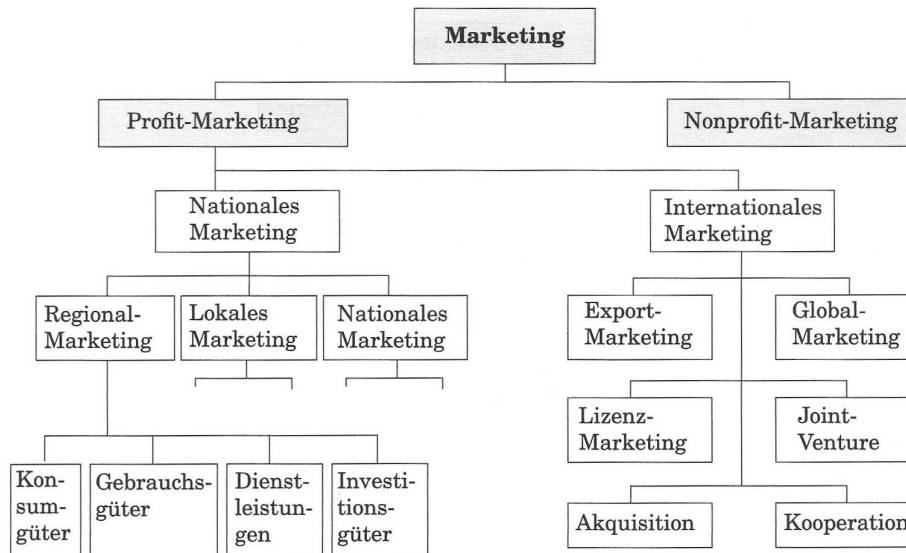 Marketing
Profit-Marketing
Nonprofit-Marketing
Nationales
Marketing
Internationales
Marketing
Regional-
Marketing
Lokales
Marketing
Nationales
Marketing
Export-
Marketing
Global-
Marketing
Lizenz-
Marketing
Joint-
Venture
Kon-
sum-
güter
Gebrauchs-
güter
Dienst-
leistun-
gen
Investi-
tions-
güter
Akquisition
Kooperation